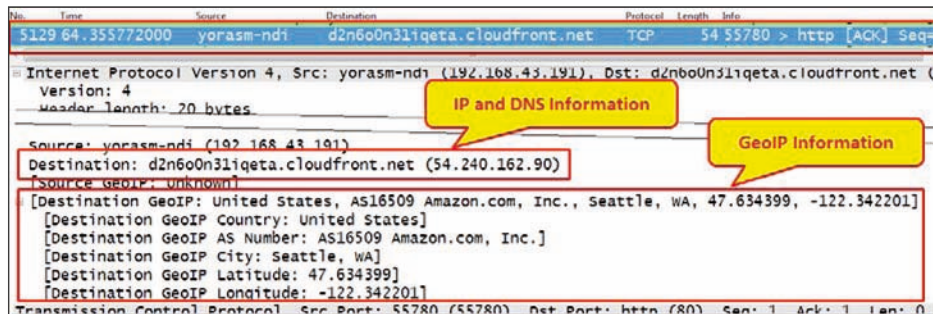 No. Time Source Destination Protocol Length Info
5129 64.355772000 yorasm-ndi d2n6o0n31iqeta.cloudfront.net TCP 54 55780 > http [ACK] Seq=
Internet Protocol Version 4, Src: yorasm-ndi (192.168.43.191), Dst: d2n6o0n31iqeta.cloudfront.net (
Version: 4
Header length: 20 bytes
IP and DNS Information
Source: yorasm-ndi (192.168.43.191)
GeoIP Information
Destination: d2n6o0n31iqeta.cloudfront.net (54.240.162.90)
[Source GeoIP: Unknown]
[Destination GeoIP: United States, AS16509 Amazon.com, Inc., Seattle, WA, 47.634399, -122.342201]
[Destination GeoIP Country: United States]
[Destination GeoIP AS Number: AS16509 Amazon.com, Inc.]
[Destination GeoIP City: Seattle, WA]
[Destination GeoIP Latitude: 47.634399]
[Destination GeoIP Longitude: -122.342201]
Transmission Control Protocol, Src Port: 55780 (55780), Dst Port: http (80), Seq: 1, Ack: 1, Len: 0